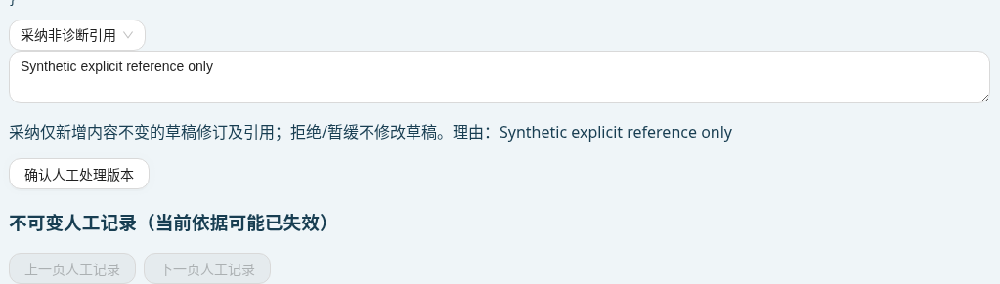 采纳非诊断引用
Synthetic explicit reference only
采纳仅新增内容不变的草稿修订及引用；拒绝/暂缓不修改草稿。理由：Synthetic explicit reference only
确认人工处理版本
不可变人工记录（当前依据可能已失效）
上一页人工记录 下一页人工记录